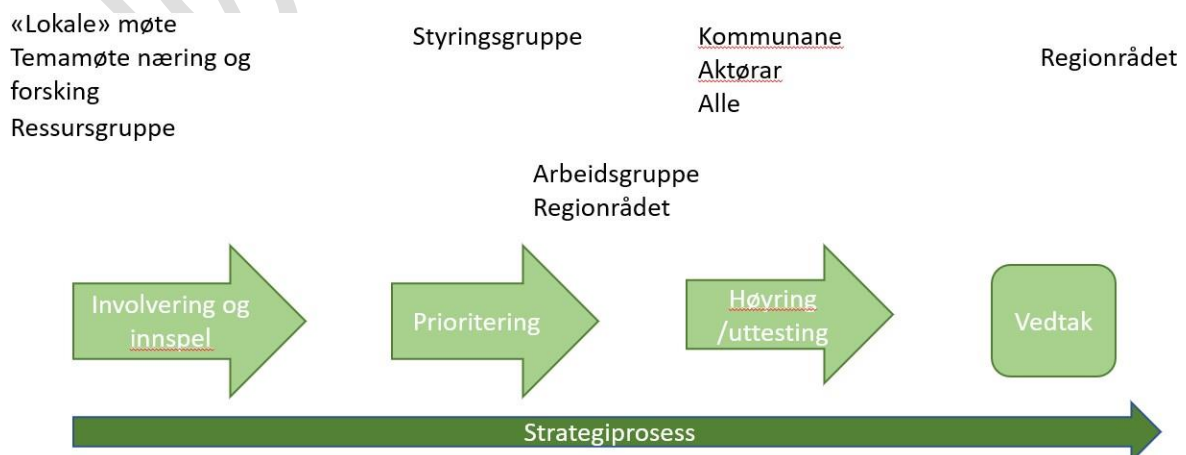 «Lokale» møte
Temamøte næring og
forsking
Ressursgruppe
Styringsgruppe
Kommunane
Aktørar
Alle
Regionrådet
Arbeidsgruppe
Regionrådet
Involvering og
innspel
Prioritering
Høyring
/uttesting
Vedtak
Strategiprosess